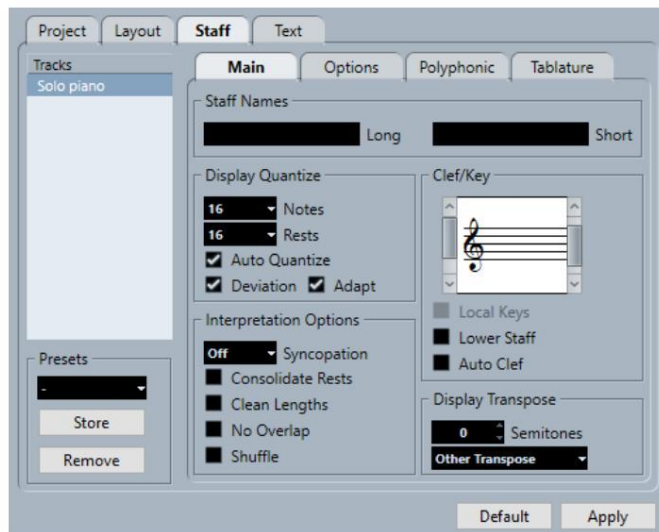 Project Layout Staff Text
Tracks
Solo piano
Presets
-
Store
Remove
Main Options Polyphonic Tablature
Staff Names
Long Short
Display Quantize
16 Notes
16 Rests
Auto Quantize
Deviation Adapt
Interpretation Options
Off Syncopation
Consolidate Rests
Clean Lengths
No Overlap
Shuffle
Clef/Key
Local Keys
Lower Staff
Auto Clef
Display Transpose
0 Semitones
Other Transpose
Default Apply